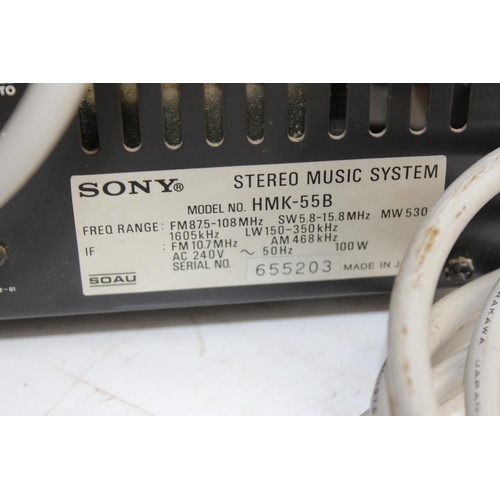 SONY® STEREO MUSIC SYSTEM
MODEL NO. HMK-55B
FREQ RANGE: FM87.5-108MHz SW5.8-15.8MHz MW530
1605kHz LW150-350kHz
IF : FM10.7MHz AM468kHz
AC 240V ~ 50Hz 100W
SERIAL NO. 655203 MADE IN J
SOAU